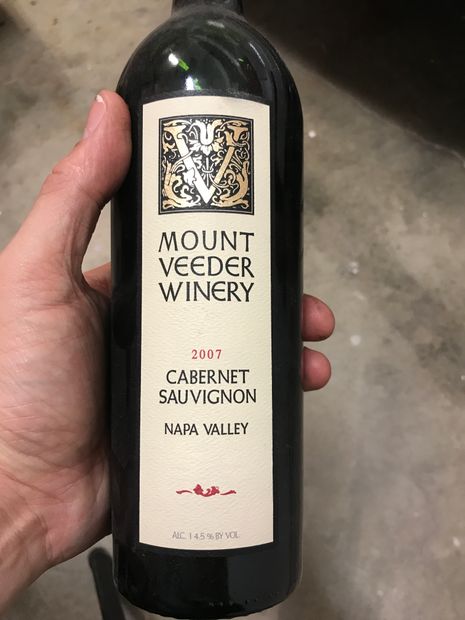 V
MOUNT
VEEDER
WINERY
2007
CABERNET
SAUVIGNON
NAPA VALLEY
ALC. 14.5 % BY VOL